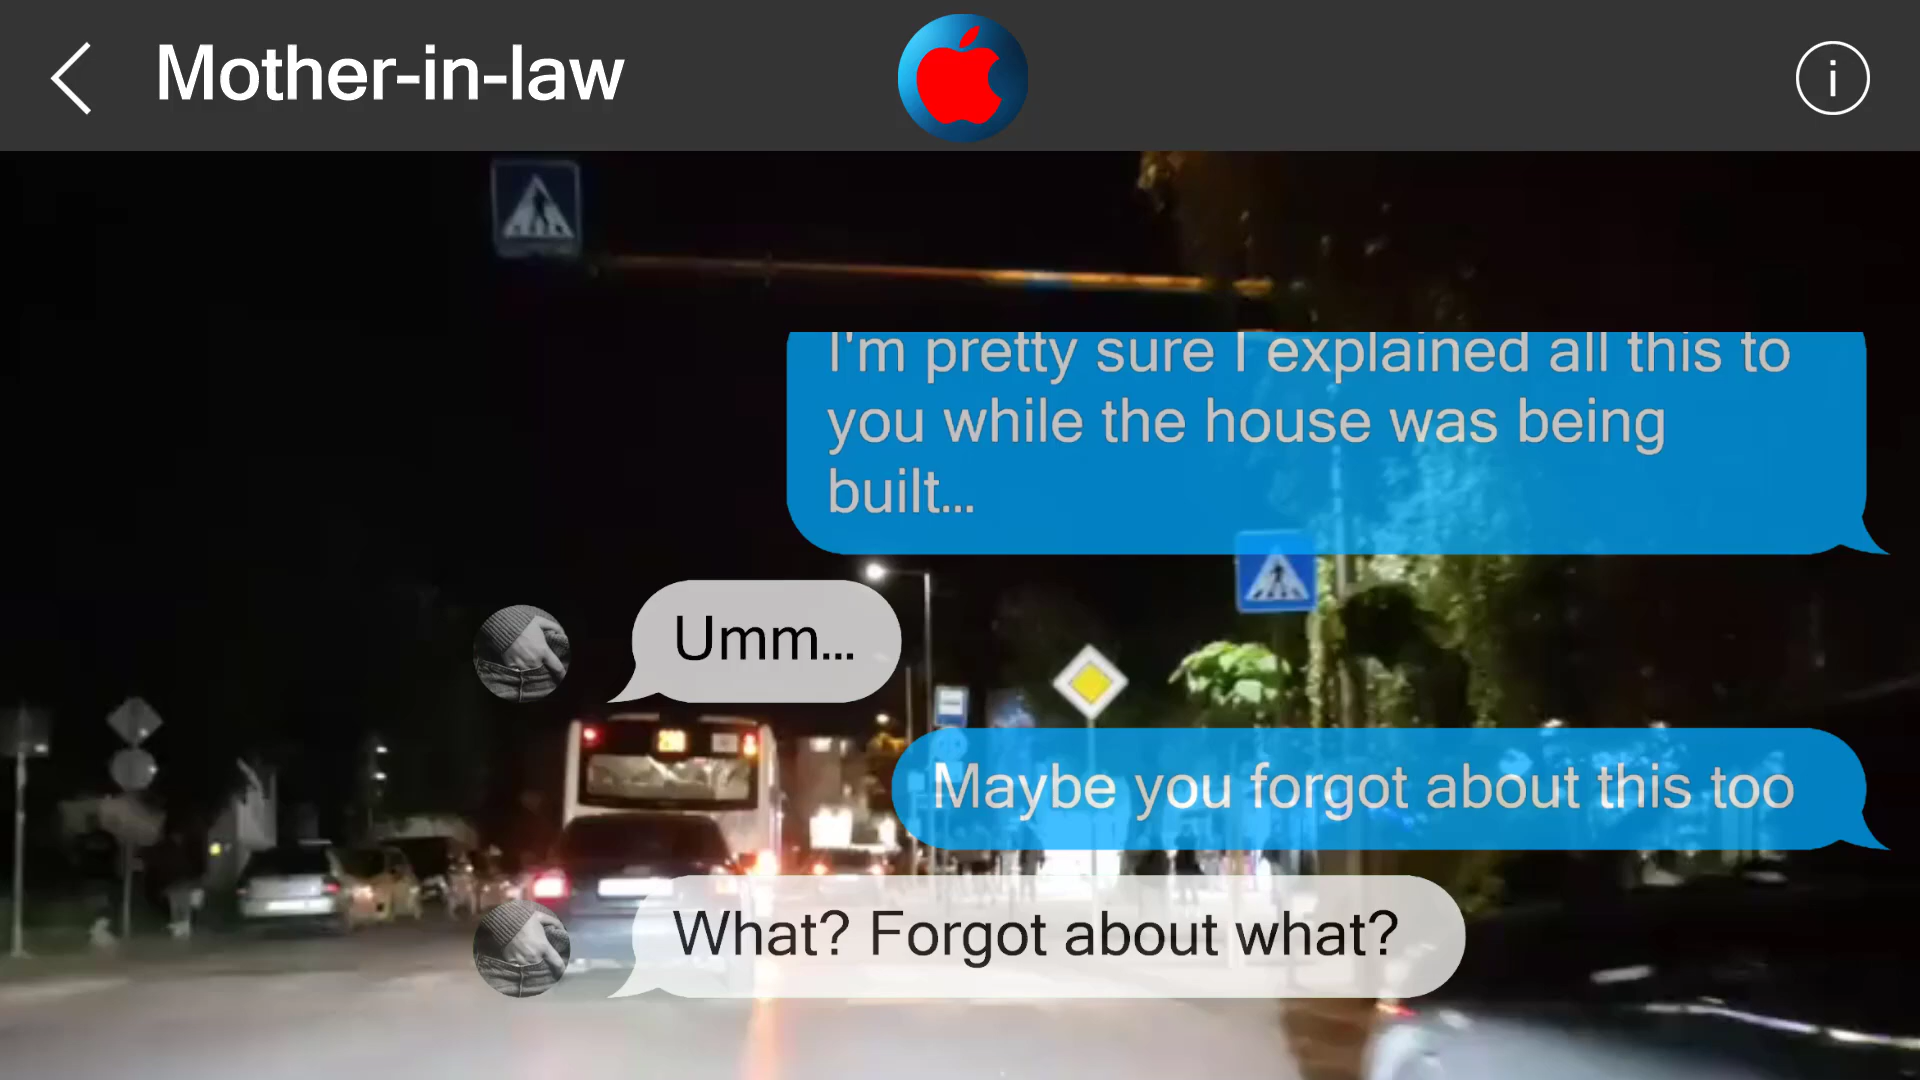 Mother-in-law
i
I'm pretty sure I explained all this to
you while the house was being
built...
Umm...
Maybe you forgot about this too
What? Forgot about what?